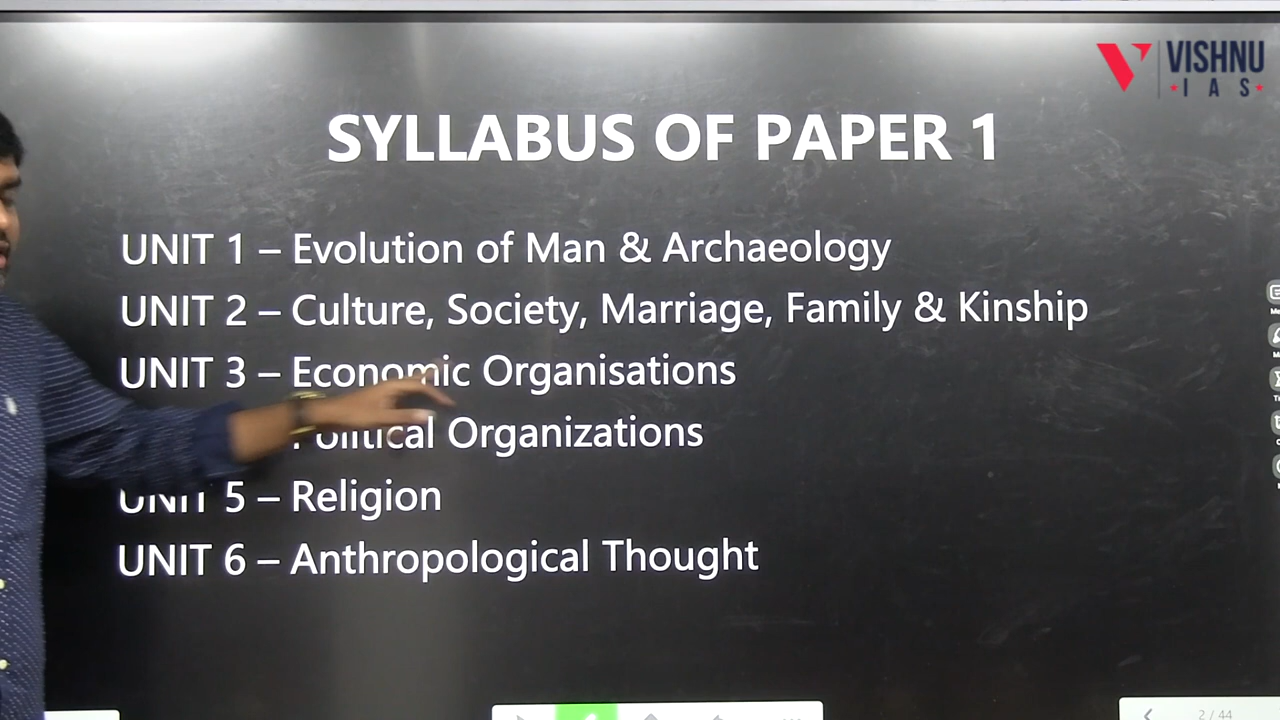 VISHNU
IAS
SYLLABUS OF PAPER 1
UNIT 1 – Evolution of Man & Archaeology
UNIT 2 – Culture, Society, Marriage, Family & Kinship
UNIT 3 – Economic Organisations
Political Organizations
UNIT 5 – Religion
UNIT 6 – Anthropological Thought
2 / 44